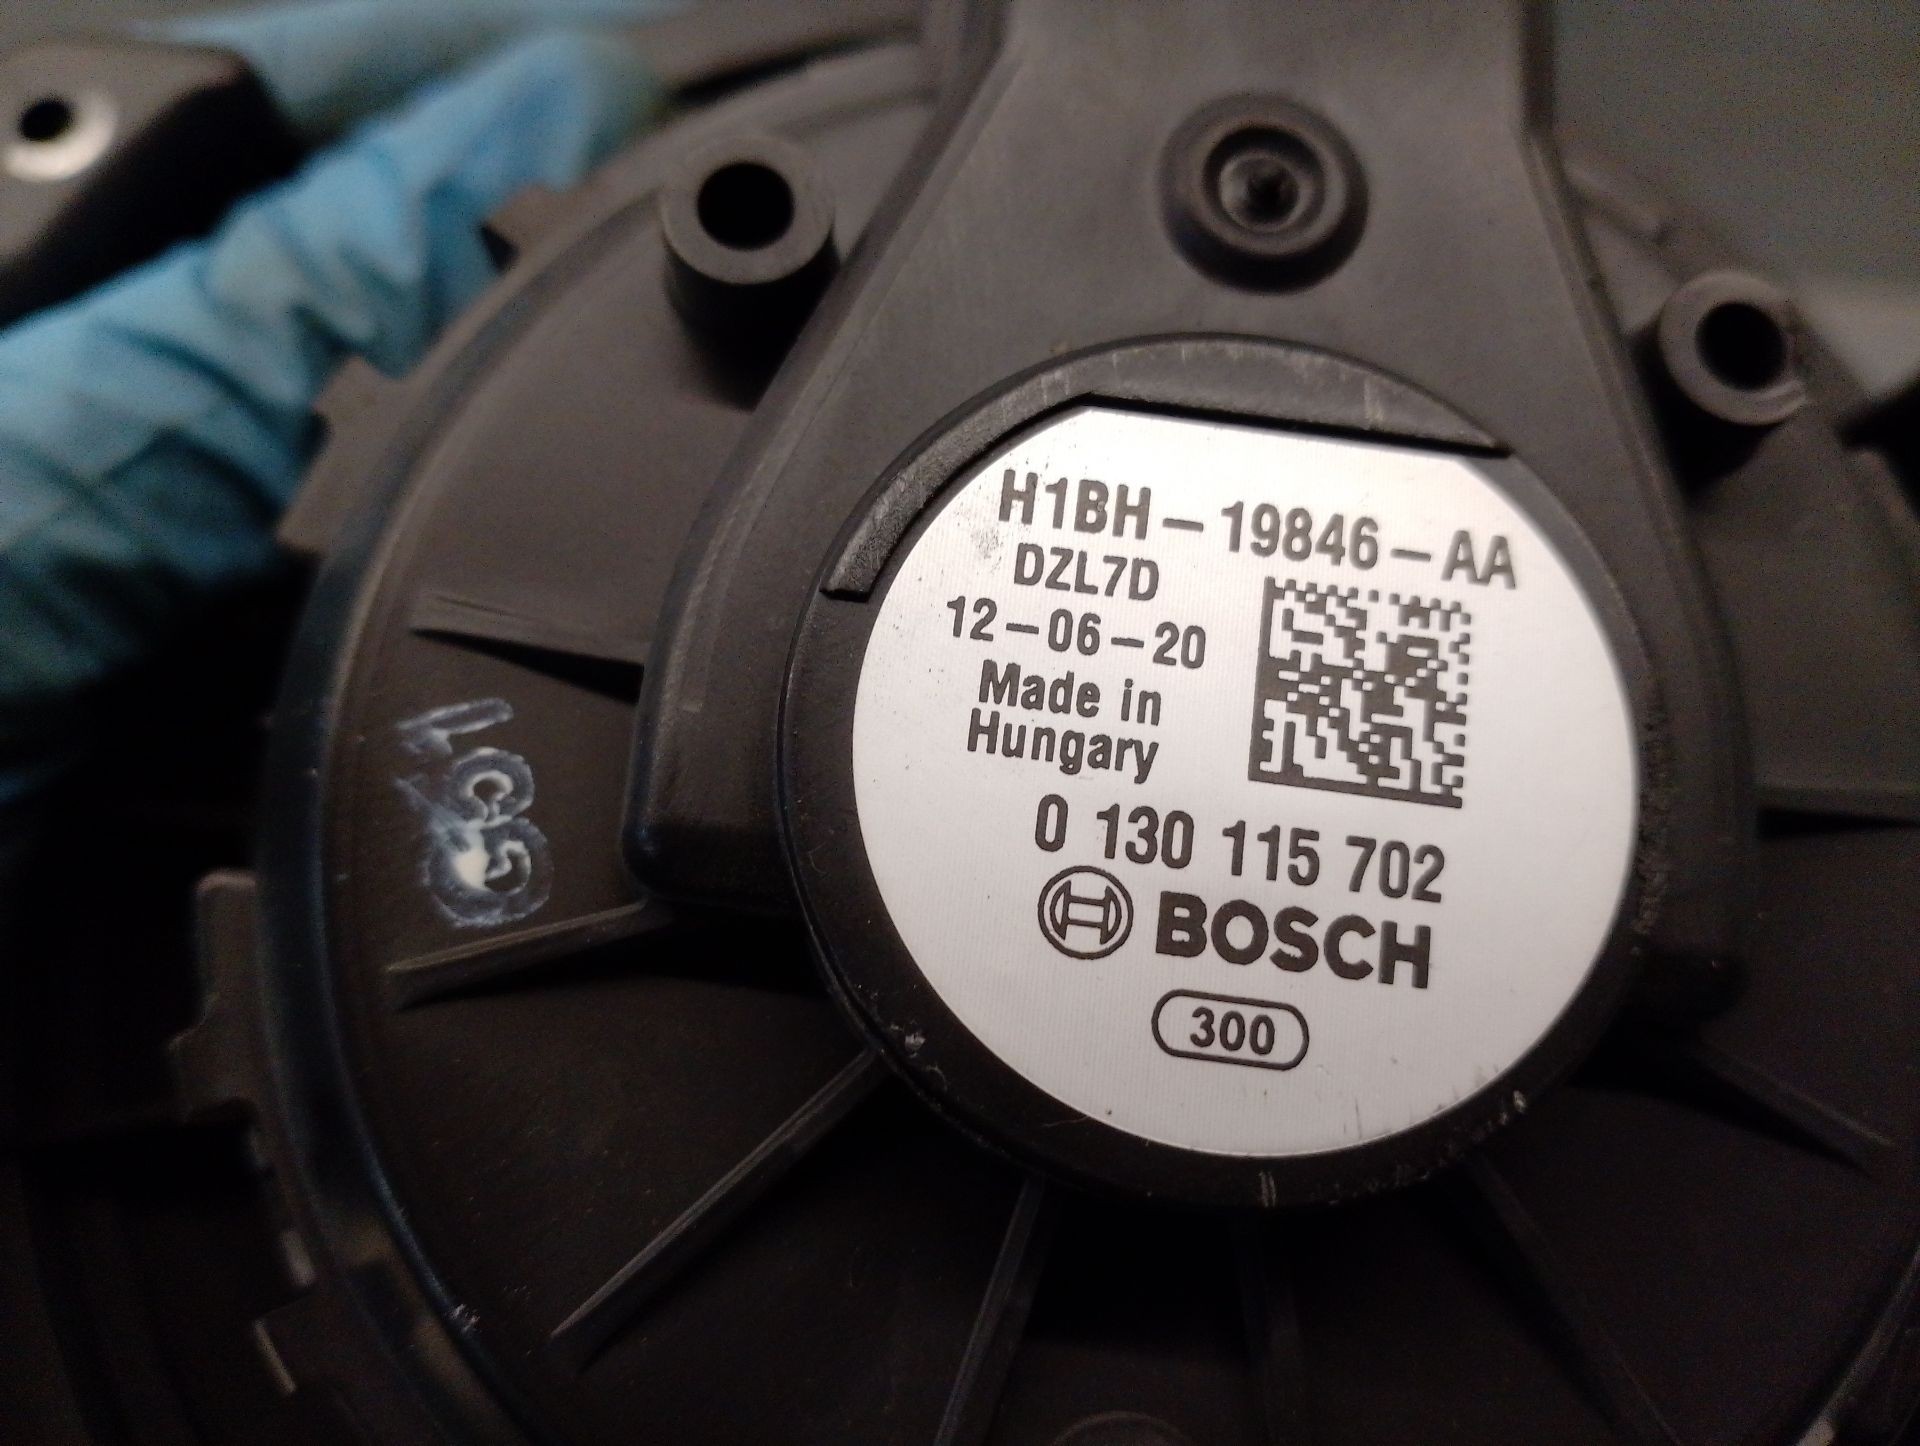 H1BH-19846-AA
DZL7D
12-06-20
Made in
Hungary
0 130 115 702
BOSCH
300